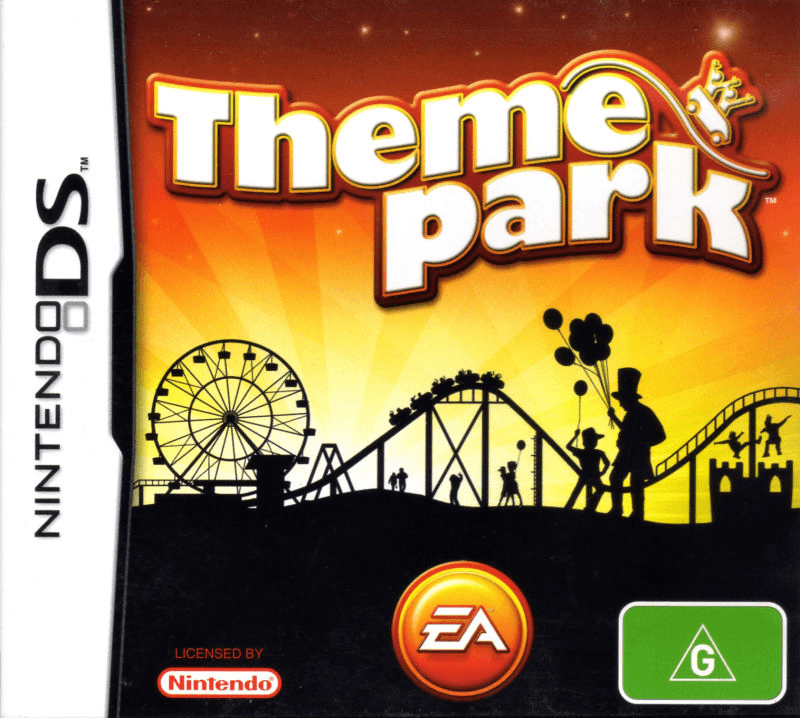 NINTENDO DS™
Theme
park™
EA
LICENSED BY
Nintendo®
G